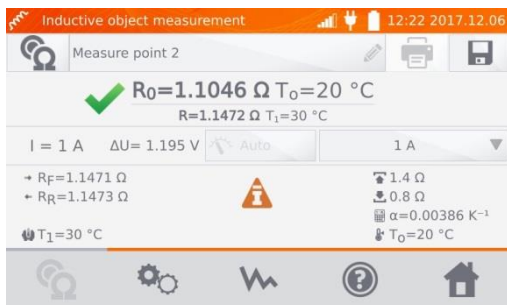 Inductive object measurement 12:22 2017.12.06
Measure point 2
R0=1.1046 Ω To=20 °C
R=1.1472 Ω T1=30 °C
I = 1 A ΔU= 1.195 V Auto 1 A
→ RF=1.1471 Ω 1.4 Ω
← RR=1.1473 Ω 0.8 Ω
α=0.00386 K⁻¹
T1=30 °C To=20 °C